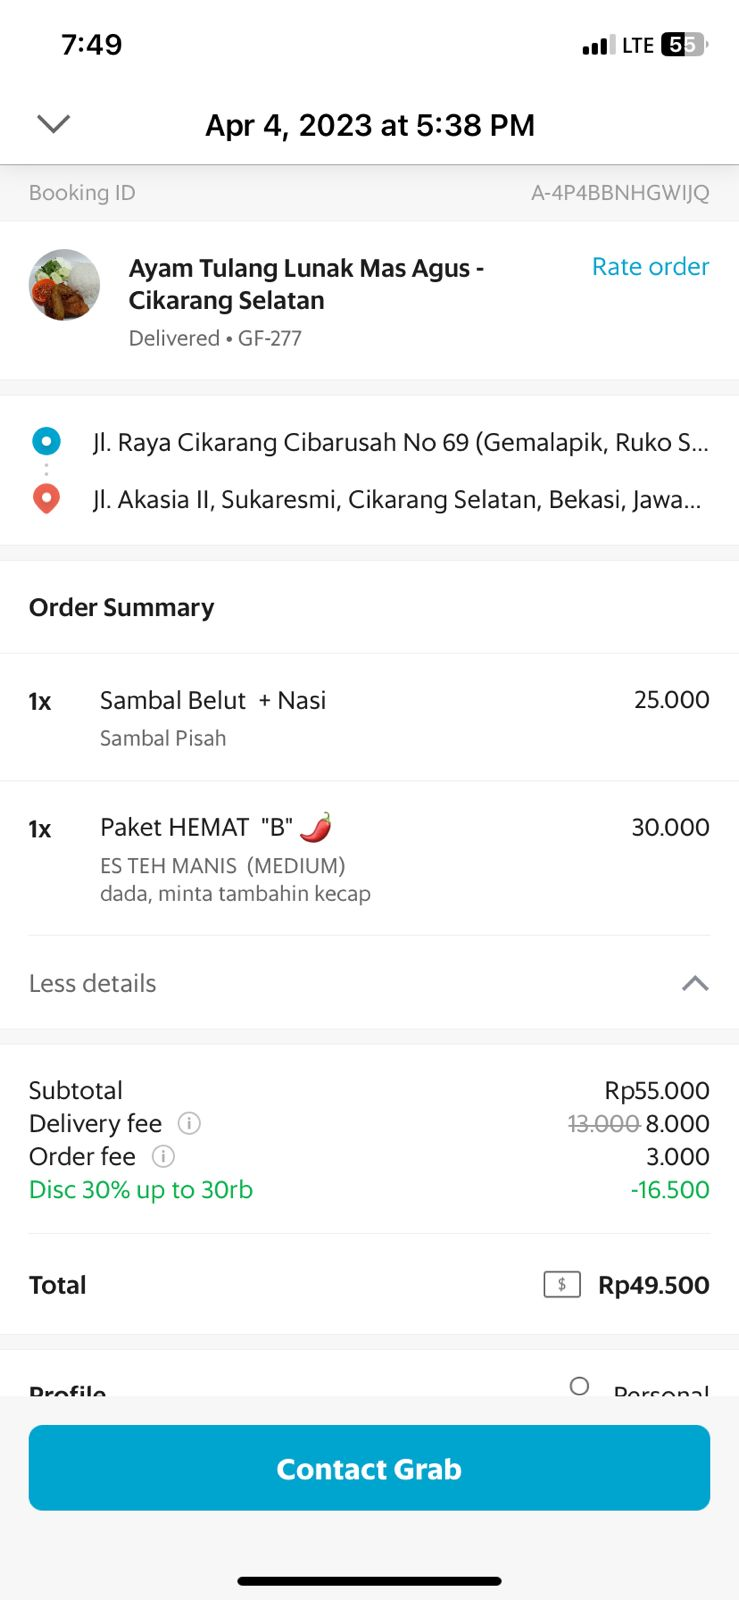 7:49
LTE 55
Apr 4, 2023 at 5:38 PM
Booking ID A-4P4BBNHGWIJQ
Ayam Tulang Lunak Mas Agus -
Cikarang Selatan
Rate order
Delivered • GF-277
Jl. Raya Cikarang Cibarusah No 69 (Gemalapik, Ruko S...
Jl. Akasia II, Sukaresmi, Cikarang Selatan, Bekasi, Jawa...
Order Summary
1x Sambal Belut + Nasi 25.000
Sambal Pisah
1x Paket HEMAT "B" 🌶️ 30.000
ES TEH MANIS (MEDIUM)
dada, minta tambahin kecap
Less details
Subtotal Rp55.000
Delivery fee 13.000 8.000
Order fee 3.000
Disc 30% up to 30rb -16.500
Total $ Rp49.500
Profile Personal
Contact Grab